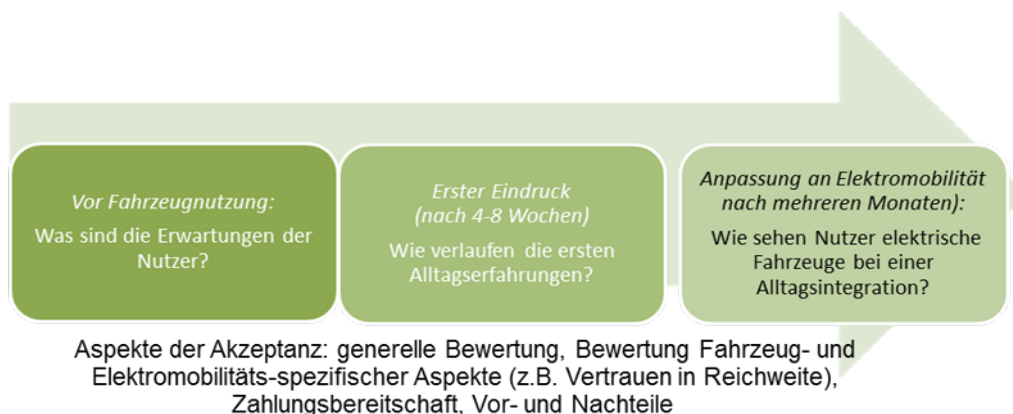 Vor Fahrzeugnutzung:
Was sind die Erwartungen der
Nutzer?
Erster Eindruck
(nach 4-8 Wochen)
Wie verlaufen die ersten
Alltagserfahrungen?
Anpassung an Elektromobilität
nach mehreren Monaten):
Wie sehen Nutzer elektrische
Fahrzeuge bei einer
Alltagsintegration?
Aspekte der Akzeptanz: generelle Bewertung, Bewertung Fahrzeug- und
Elektromobilitäts-spezifischer Aspekte (z.B. Vertrauen in Reichweite),
Zahlungsbereitschaft, Vor- und Nachteile